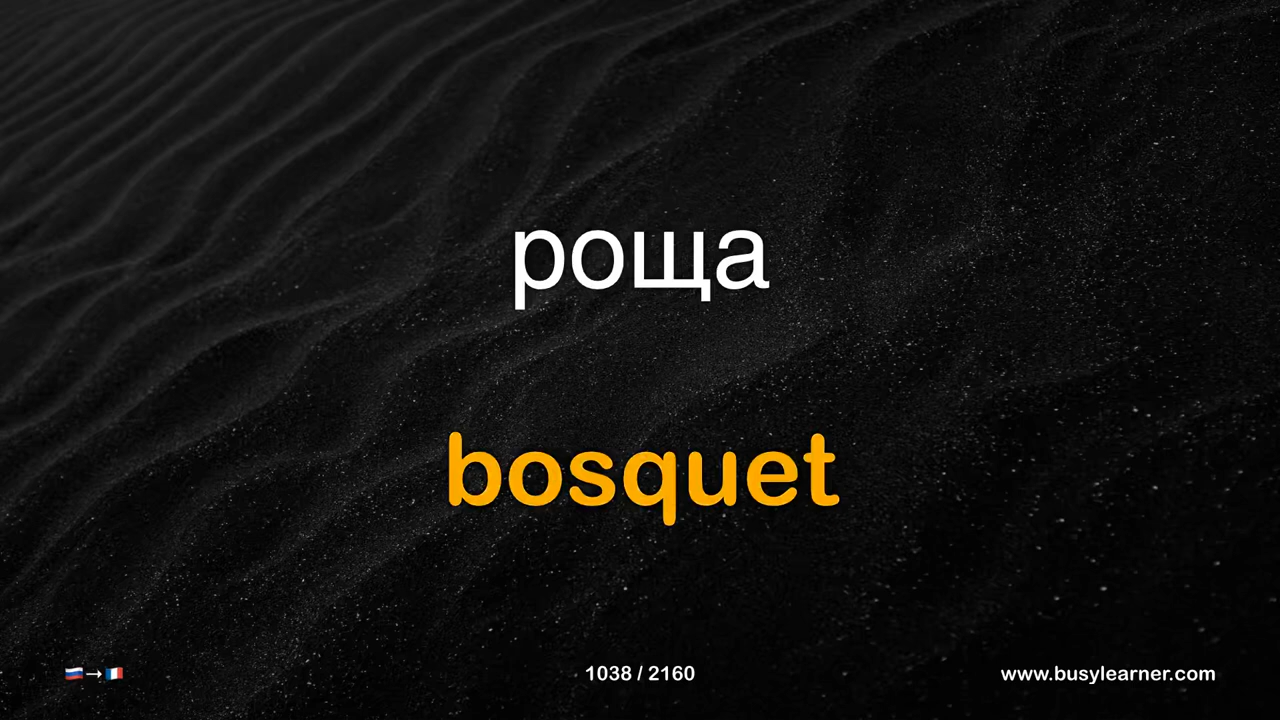 роща
bosquet
🇷🇺→🇫🇷
1038 / 2160
www.busylearner.com